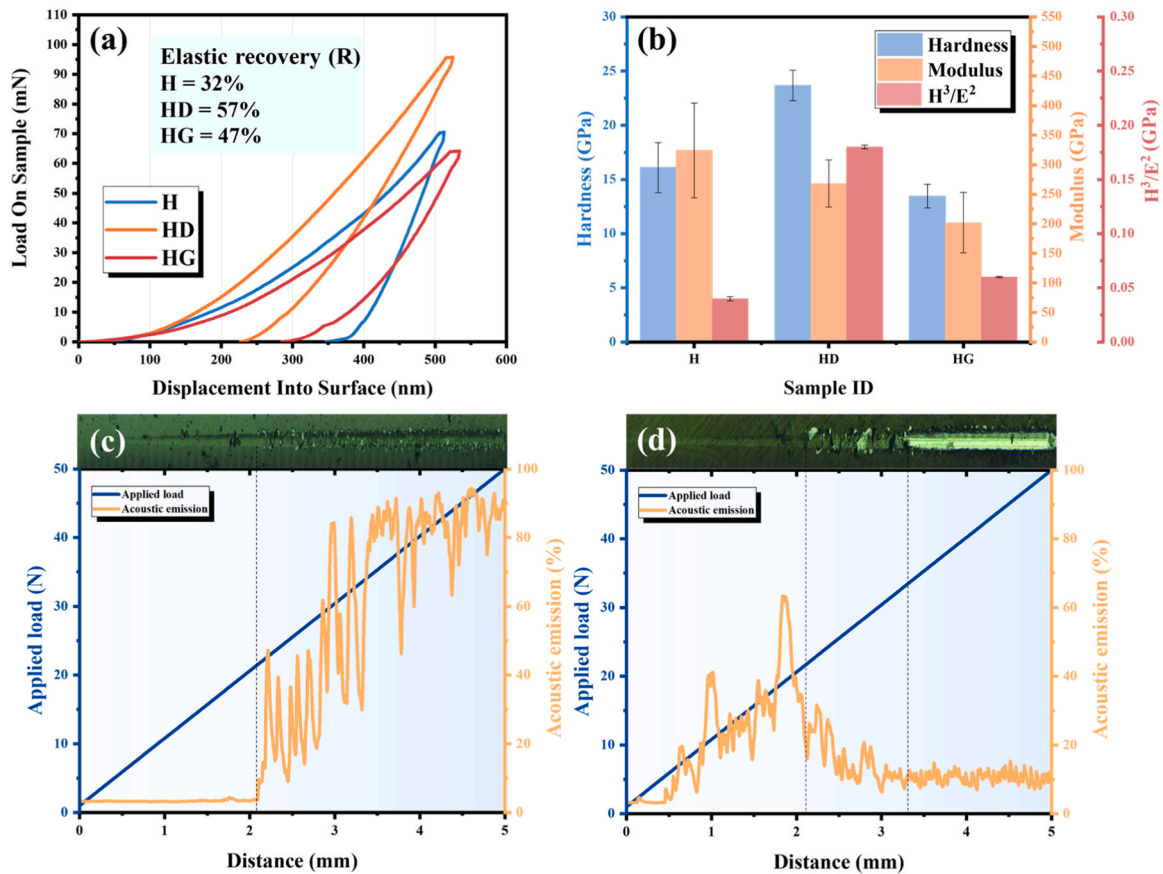 (a)
Elastic recovery (R)
H = 32%
HD = 57%
HG = 47%
H
HD
HG
Load On Sample (mN)
110
100
90
80
70
60
50
40
30
20
10
0
0 100 200 300 400 500 600
Displacement Into Surface (nm)
(b)
Hardness
Modulus
H³/E²
Hardness (GPa)
30
25
20
15
10
5
0
Modulus (GPa)
550
500
450
400
350
300
250
200
150
100
50
0
H³/E² (GPa)
0.30
0.25
0.20
0.15
0.10
0.05
0.00
H HD HG
Sample ID
(c)
Applied load
Acoustic emission
Applied load (N)
50
40
30
20
10
0
Acoustic emission (%)
100
80
60
40
20
0
0 1 2 3 4 5
Distance (mm)
(d)
Applied load
Acoustic emission
Applied load (N)
50
40
30
20
10
0
Acoustic emission (%)
100
80
60
40
20
0
0 1 2 3 4 5
Distance (mm)